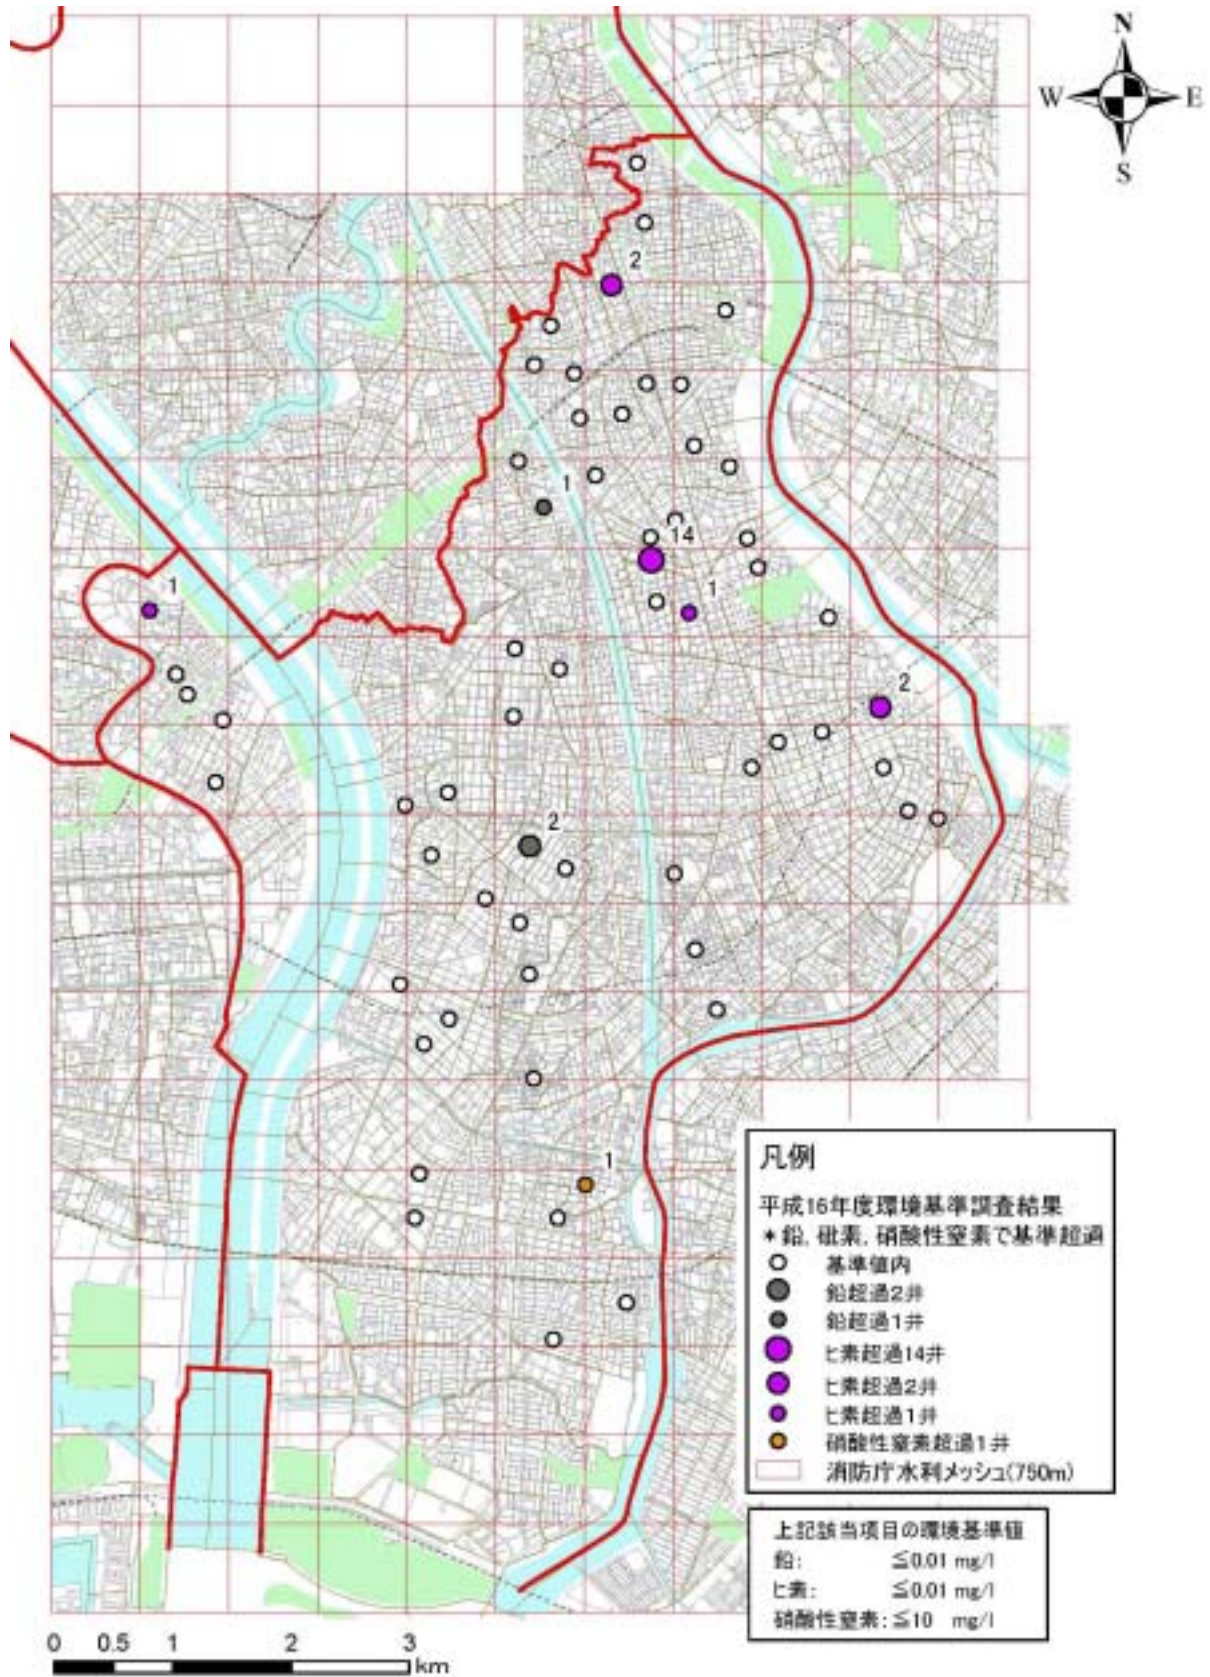 N
W E
S
2
1
14
1
1
2
2
1
凡例
平成16年度環境基準調査結果
*鉛, 砒素, 硝酸性窒素で基準超過
基準値内
鉛超過2井
鉛超過1井
ヒ素超過14井
ヒ素超過2井
ヒ素超過1井
硝酸性窒素超過1井
消防庁水利メッシュ(750m)
上記該当項目の環境基準値
鉛: ≦0.01 mg/l
ヒ素: ≦0.01 mg/l
硝酸性窒素: ≦10 mg/l
0 0.5 1 2 3
km